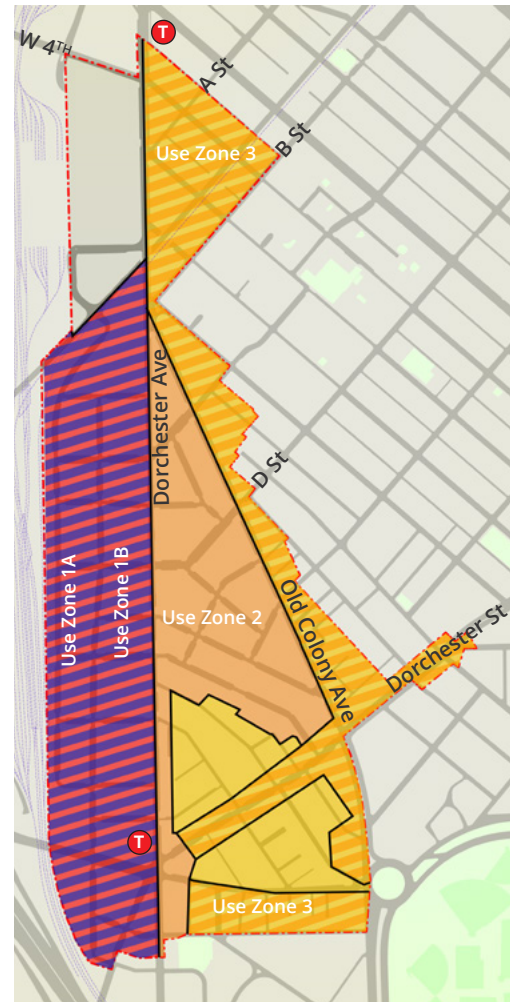 T
W 4TH
A St
B St
Use Zone 3
Dorchester Ave
D St
Use Zone 1A
Use Zone 1B
Use Zone 2
Old Colony Ave
Dorchester St
T
Use Zone 3